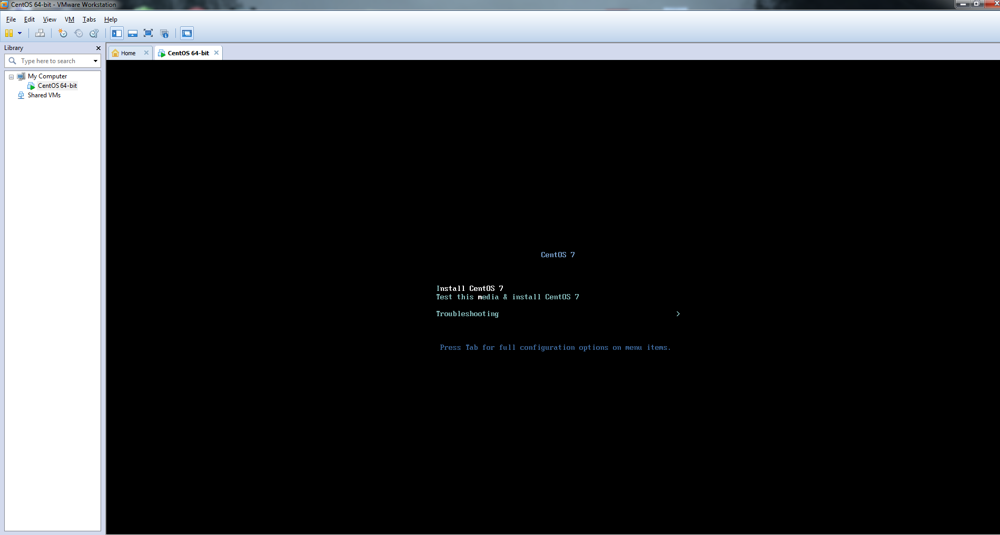 CentOS 64-bit - VMware Workstation
File Edit View VM Tabs Help
Library
Type here to search
My Computer
CentOS 64-bit
Shared VMs
Home
CentOS 64-bit
CentOS 7
Install CentOS 7
Test this media & install CentOS 7
Troubleshooting >
Press Tab for full configuration options on menu items.